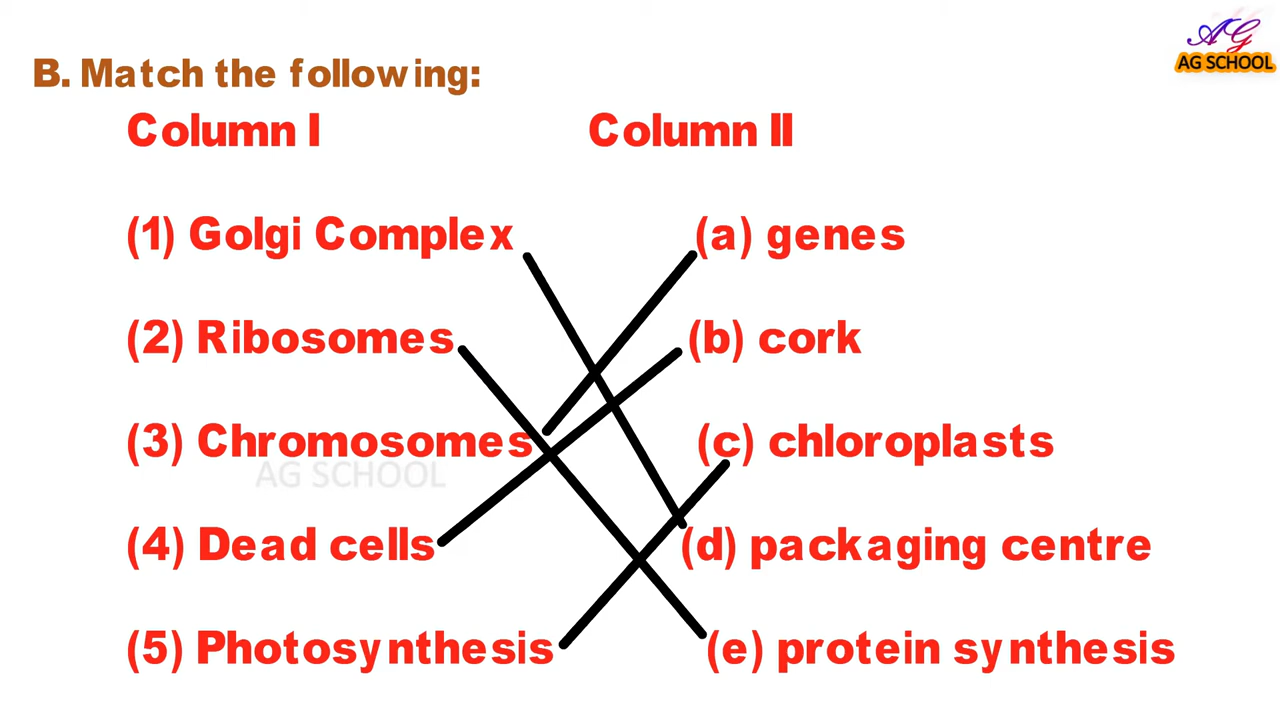 AG
AG SCHOOL
B. Match the following:
Column I Column II
(1) Golgi Complex (a) genes
(2) Ribosomes (b) cork
(3) Chromosomes (c) chloroplasts
AG SCHOOL
(4) Dead cells (d) packaging centre
(5) Photosynthesis (e) protein synthesis